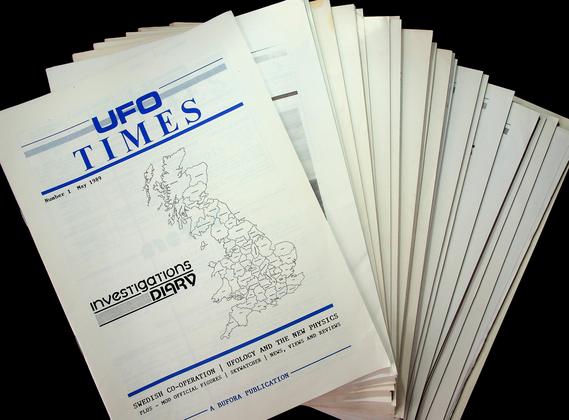 UFO
TIMES
Number 1 May 1989
investigations
DIARY
SWEDISH CO-OPERATION | UFOLOGY AND THE NEW PHYSICS
PLUS - MOD OFFICIAL FIGURES | SKYWATCHER | NEWS, VIEWS AND REVIEWS
A BUFORA PUBLICATION